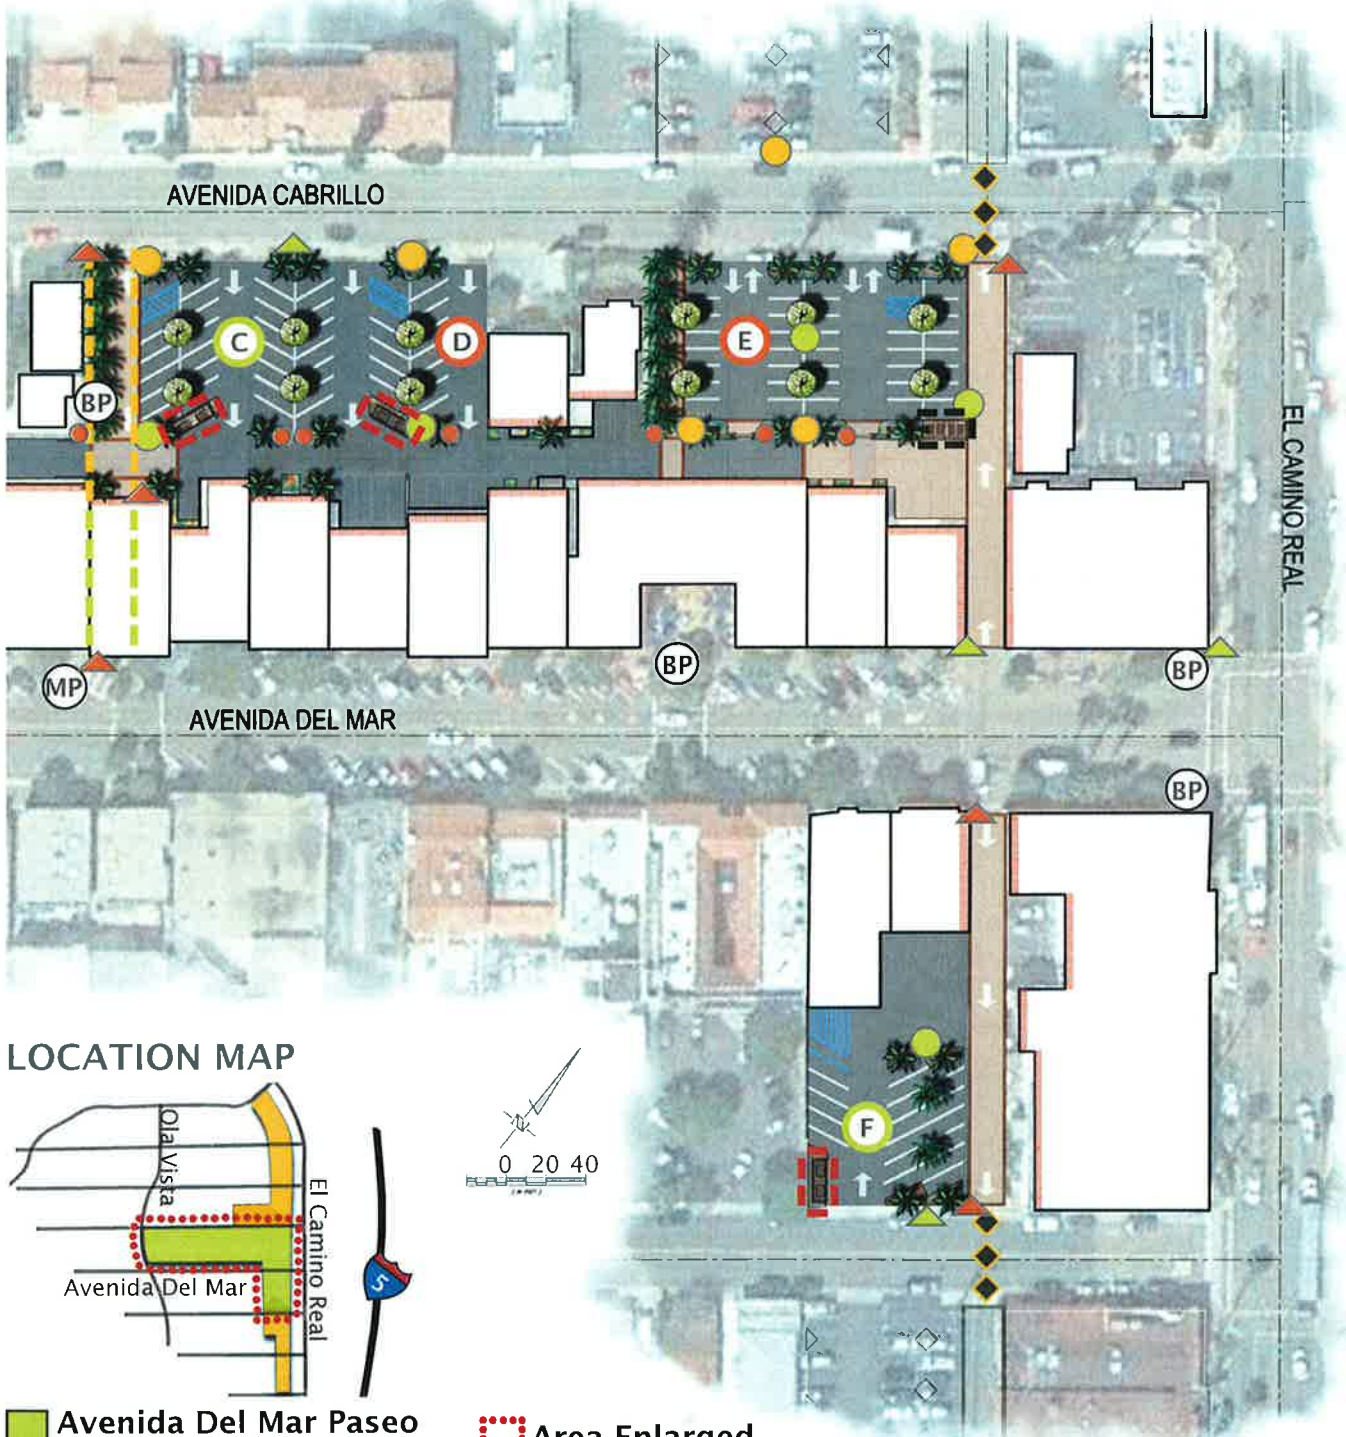 AVENIDA CABRILLO
C
D
E
BP
EL CAMINO REAL
MP
BP
BP
AVENIDA DEL MAR
BP
F
LOCATION MAP
Ola Vista
El Camino Real
Avenida Del Mar
5
0 20 40
Avenida Del Mar Paseo
Area Enlarged